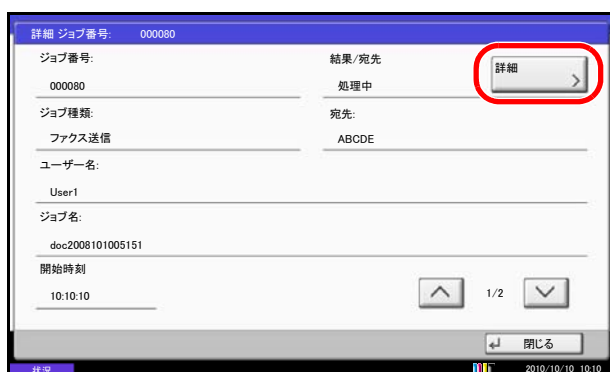 詳細 ジョブ番号: 000080
ジョブ番号: 結果/宛先
000080 処理中
詳細
ジョブ種類: 宛先:
ファクス送信 ABCDE
ユーザー名:
User1
ジョブ名:
doc2008101005151
開始時刻
10:10:10 1/2
閉じる
状況 2010/10/10 10:10